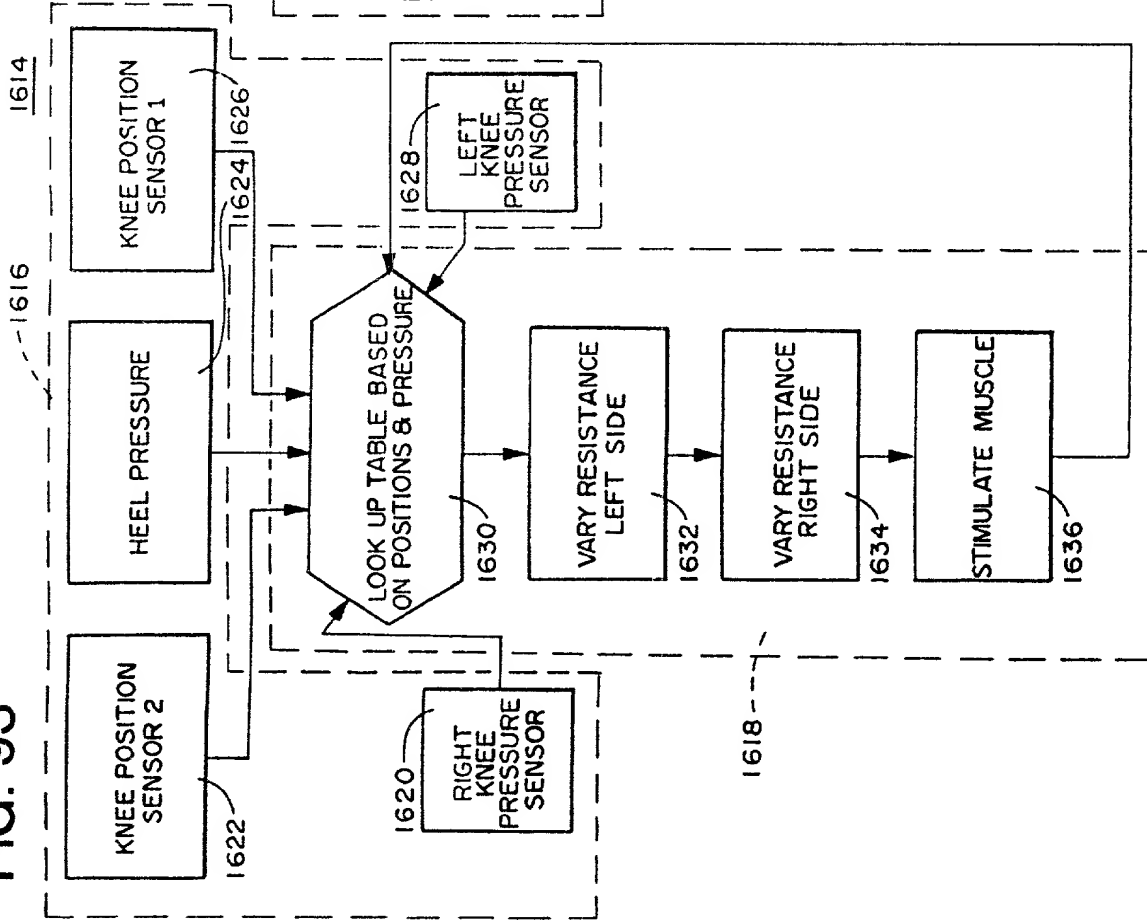 FIG.
1616
1614
KNEE POSITION
SENSOR 2
1622
HEEL PRESSURE
1624
KNEE POSITION
SENSOR 1
1626
1620
RIGHT
KNEE
PRESSURE
SENSOR
LOOK UP TABLE BASED
ON POSITIONS & PRESSURE
1630
1628
LEFT
KNEE
PRESSURE
SENSOR
VARY RESISTANCE
LEFT SIDE
1632
1618
VARY RESISTANCE
RIGHT SIDE
1634
STIMULATE MUSCLE
1636